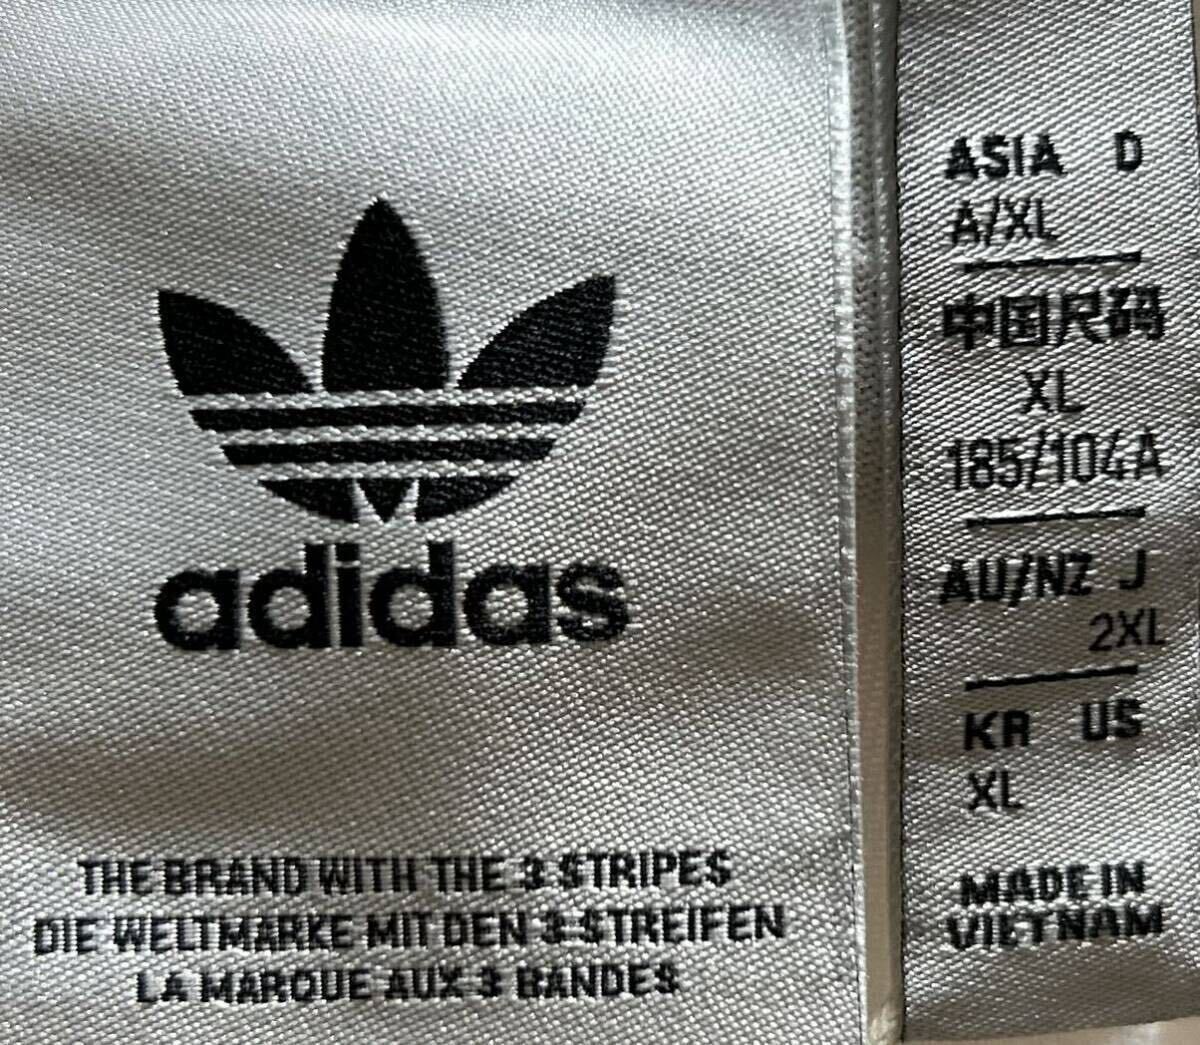 adidas
THE BRAND WITH THE 3 STRIPES
DIE WELTMARKE MIT DEN 3-STREIFEN
LA MARQUE AUX 3 BANDES
ASIA D
A/XL
中国尺码
XL
185/104A
AU/NZ J
2XL
KR US
XL
MADE IN
VIETNAM